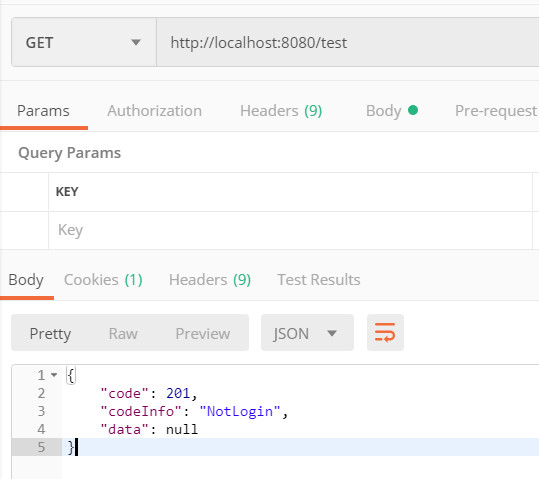 GET http://localhost:8080/test
Params Authorization Headers (9) Body Pre-request
Query Params
KEY
Key
Body Cookies (1) Headers (9) Test Results
Pretty Raw Preview JSON
1 {
2 "code": 201,
3 "codeInfo": "NotLogin",
4 "data": null
5 }